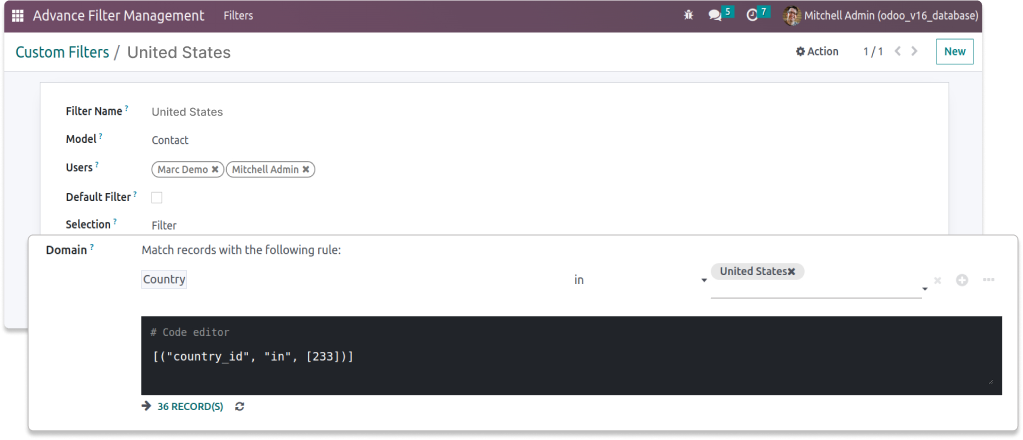 Advance Filter Management Filters 5 7 Mitchell Admin (odoo_v16_database)
Custom Filters / United States Action 1 / 1 New
Filter Name ? United States
Model ? Contact
Users ? Marc Demo ✖ Mitchell Admin ✖
Default Filter ?
Selection ? Filter
Domain ? Match records with the following rule:
Country in United States✖
# Code editor
[("country_id", "in", [233])]
36 RECORD(S)